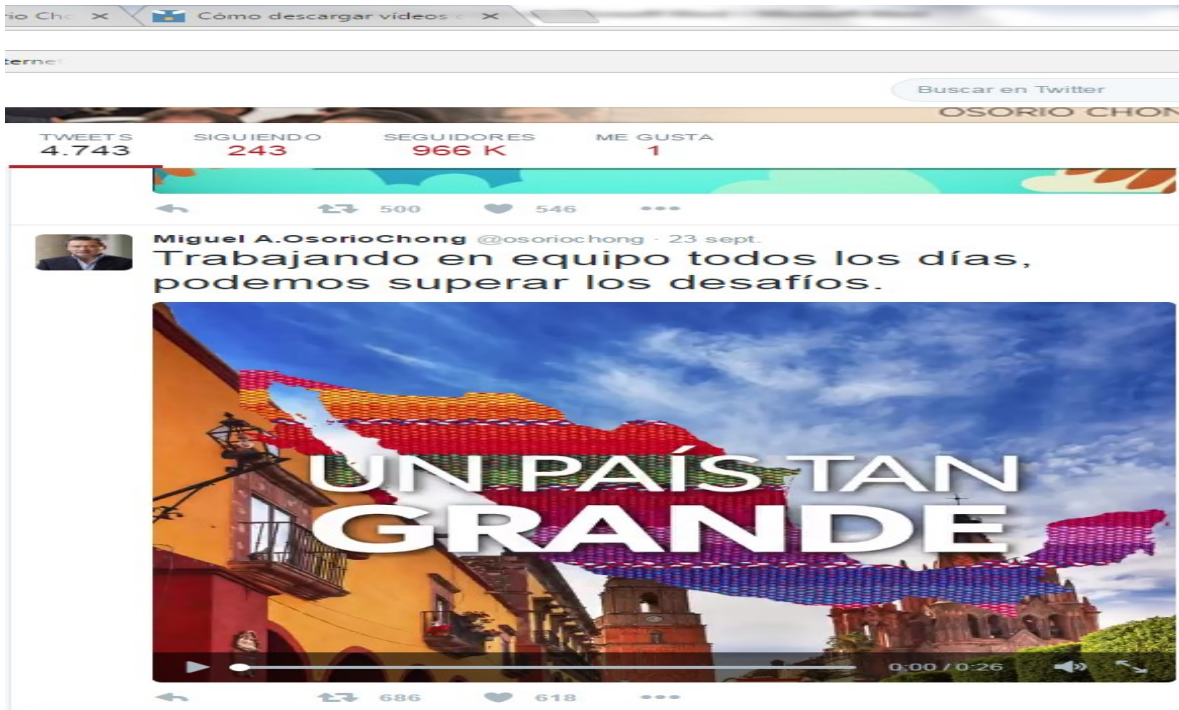 Cómo descargar vídeos
Buscar en Twitter
OSORIO CHON
TWEETS SIGUIENDO SEGUIDORES ME GUSTA
4.743 243 966 K 1
500 546
Miguel A.OsorioChong @osoriochong · 23 sept.
Trabajando en equipo todos los días,
podemos superar los desafíos.
UN PAÍS TAN
GRANDE
0:00 / 0:26
686 618